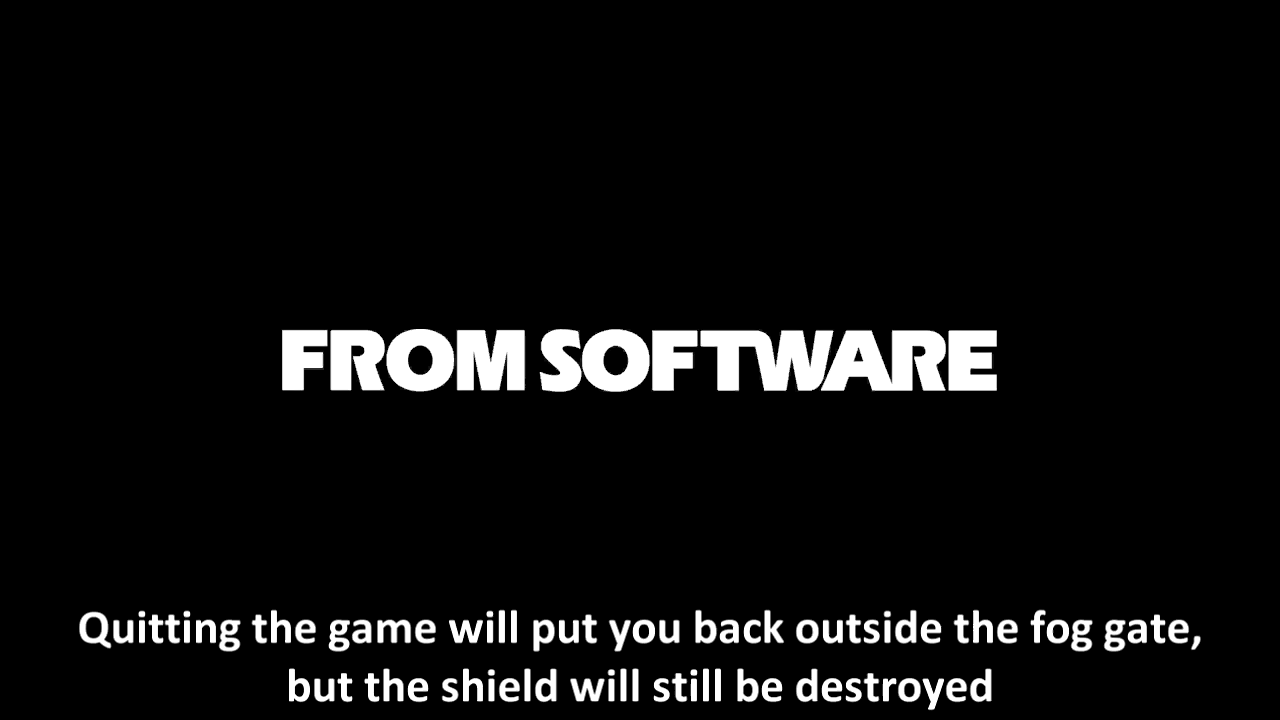 FROM SOFTWARE
Quitting the game will put you back outside the fog gate,
but the shield will still be destroyed